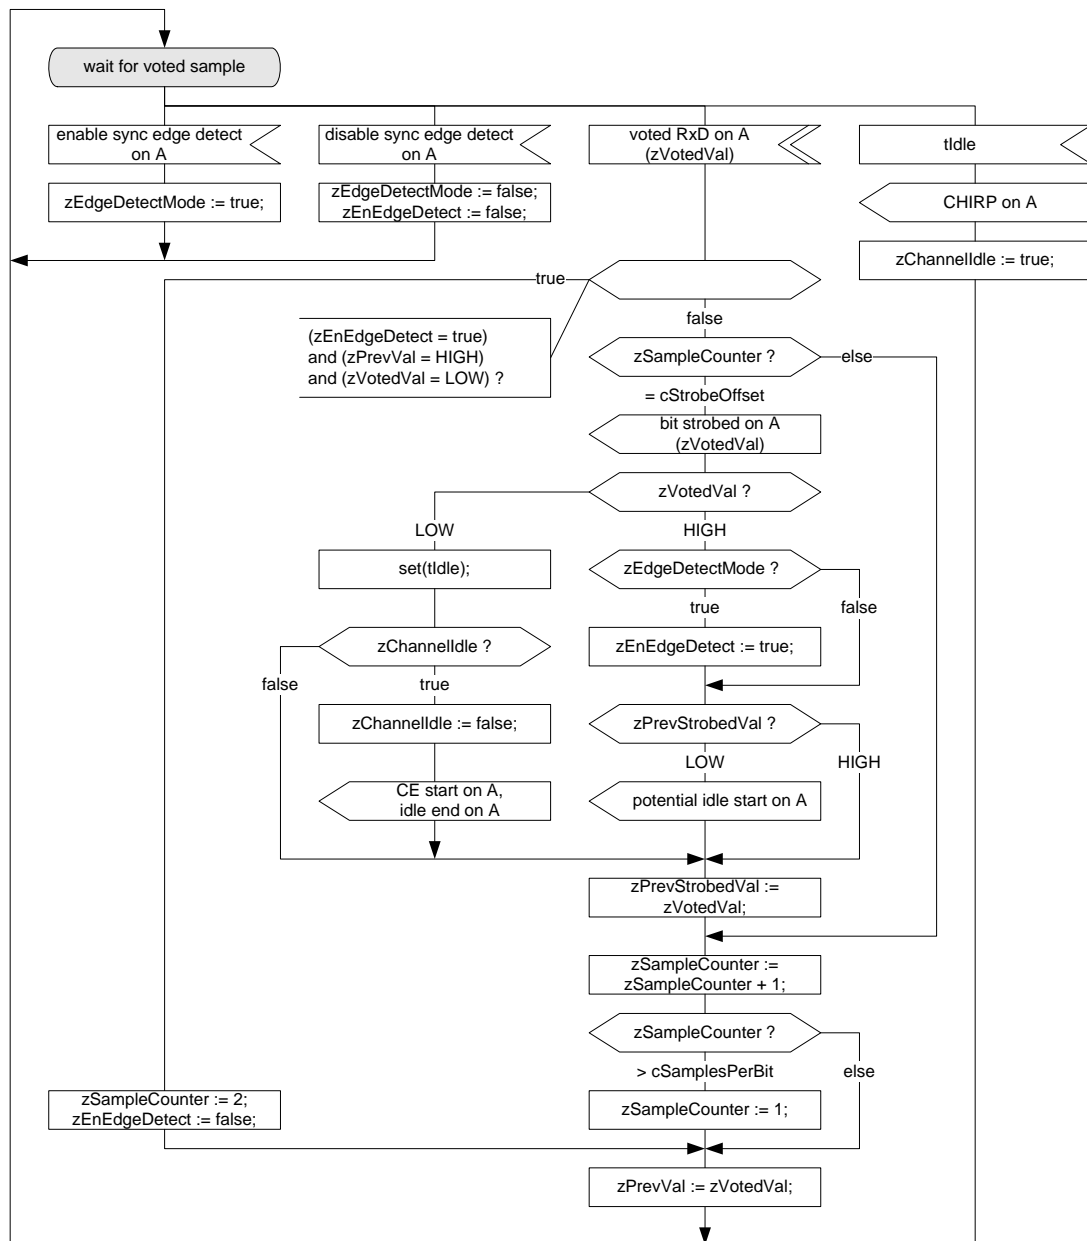 wait for voted sample
enable sync edge detect
on A
disable sync edge detect
on A
voted RxD on A
(zVotedVal)
tIdle
zEdgeDetectMode := true;
zEdgeDetectMode := false;
zEnEdgeDetect := false;
CHIRP on A
zChannelIdle := true;
true
false
(zEnEdgeDetect = true)
and (zPrevVal = HIGH)
and (zVotedVal = LOW) ?
zSampleCounter ?
else
= cStrobeOffset
bit strobed on A
(zVotedVal)
zVotedVal ?
LOW
HIGH
set(tIdle);
zEdgeDetectMode ?
true
false
zChannelIdle ?
zEnEdgeDetect := true;
false
true
zChannelIdle := false;
zPrevStrobedVal ?
LOW
HIGH
CE start on A,
idle end on A
potential idle start on A
zPrevStrobedVal :=
zVotedVal;
zSampleCounter :=
zSampleCounter + 1;
zSampleCounter ?
> cSamplesPerBit
else
zSampleCounter := 2;
zEnEdgeDetect := false;
zSampleCounter := 1;
zPrevVal := zVotedVal;